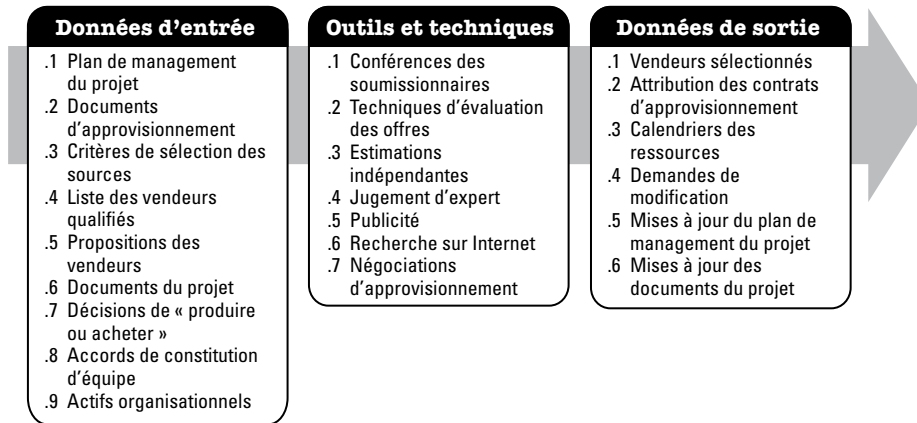 Données d'entrée
.1 Plan de management
du projet
.2 Documents
d'approvisionnement
.3 Critères de sélection des
sources
.4 Liste des vendeurs
qualifiés
.5 Propositions des
vendeurs
.6 Documents du projet
.7 Décisions de « produire
ou acheter »
.8 Accords de constitution
d'équipe
.9 Actifs organisationnels
Outils et techniques
.1 Conférences des
soumissionnaires
.2 Techniques d'évaluation
des offres
.3 Estimations
indépendantes
.4 Jugement d'expert
.5 Publicité
.6 Recherche sur Internet
.7 Négociations
d'approvisionnement
Données de sortie
.1 Vendeurs sélectionnés
.2 Attribution des contrats
d'approvisionnement
.3 Calendriers des
ressources
.4 Demandes de
modification
.5 Mises à jour du plan de
management du projet
.6 Mises à jour des
documents du projet